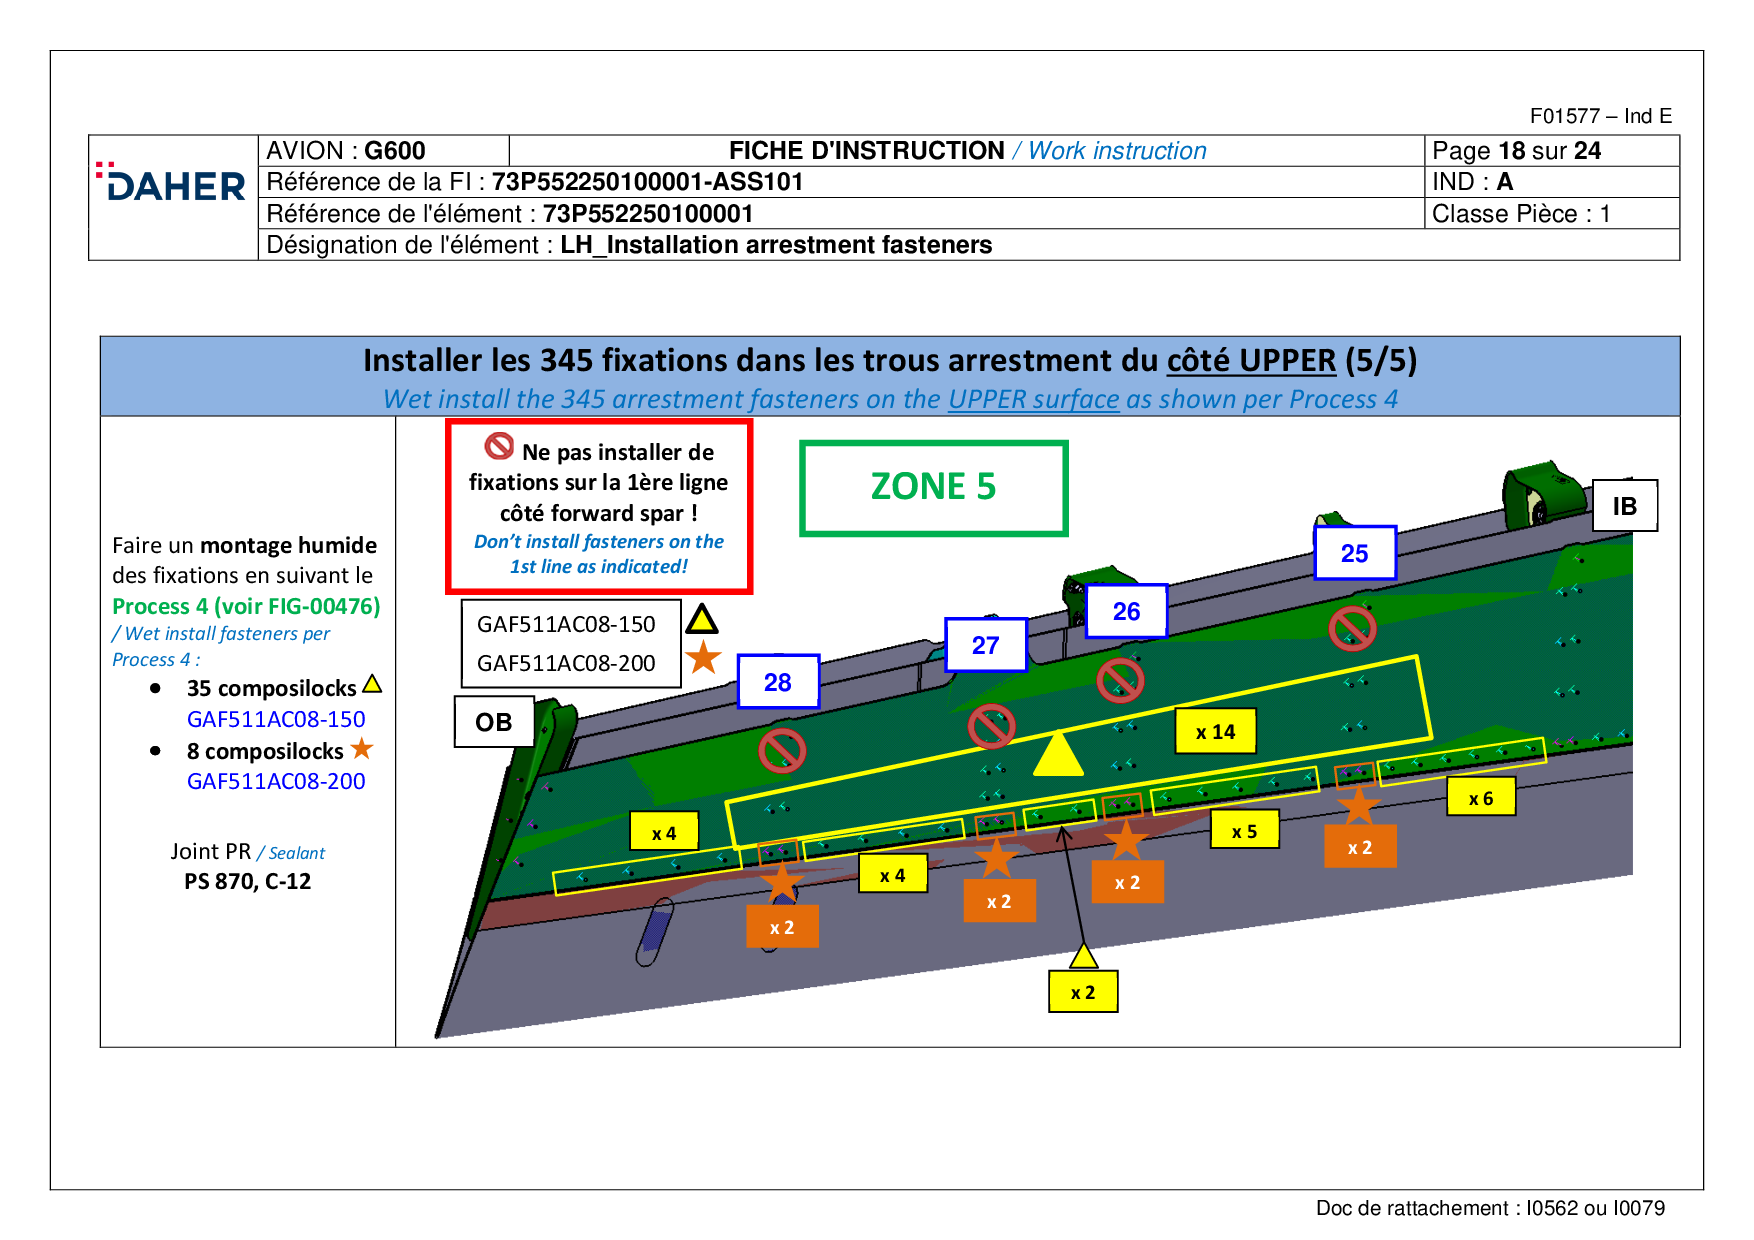 F01577 – Ind E
DAHER
AVION : G600
FICHE D'INSTRUCTION / Work instruction
Page 18 sur 24
Référence de la FI : 73P552250100001-ASS101
IND : A
Référence de l'élément : 73P552250100001
Classe Pièce : 1
Désignation de l'élément : LH_Installation arrestment fasteners
Installer les 345 fixations dans les trous arrestment du côté UPPER (5/5)
Wet install the 345 arrestment fasteners on the UPPER surface as shown per Process 4
Faire un montage humide
des fixations en suivant le
Process 4 (voir FIG-00476)
/ Wet install fasteners per
Process 4 :
● 35 composilocks
GAF511AC08-150
● 8 composilocks
GAF511AC08-200
Joint PR / Sealant
PS 870, C-12
Ne pas installer de
fixations sur la 1ère ligne
côté forward spar !
Don't install fasteners on the
1st line as indicated!
ZONE 5
GAF511AC08-150
GAF511AC08-200
IB
25
26
27
28
OB
x 14
x 6
x 4
x 5
x 2
x 4
x 2
x 2
x 2
x 2
Doc de rattachement : I0562 ou I0079